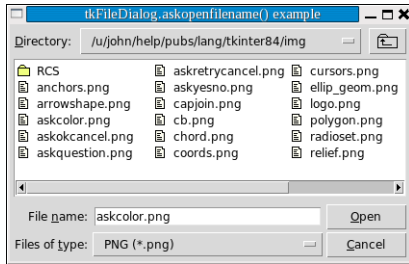 tkFileDialog.askopenfilename() example
Directory: /u/john/help/pubs/lang/tkinter84/img
RCS askretrycancel.png cursors.png
anchors.png askyesno.png ellip_geom.png
arrowshape.png capjoin.png logo.png
askcolor.png cb.png polygon.png
askokcancel.png chord.png radioset.png
askquestion.png coords.png relief.png
File name: askcolor.png Open
Files of type: PNG (*.png) Cancel